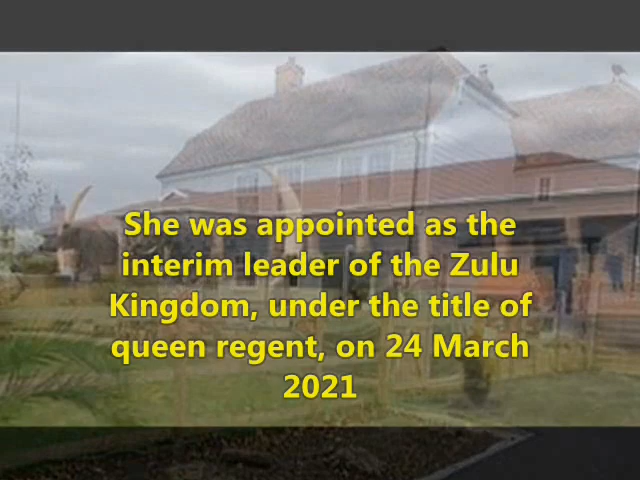 She was appointed as the
interim leader of the Zulu
Kingdom, under the title of
queen regent, on 24 March
2021